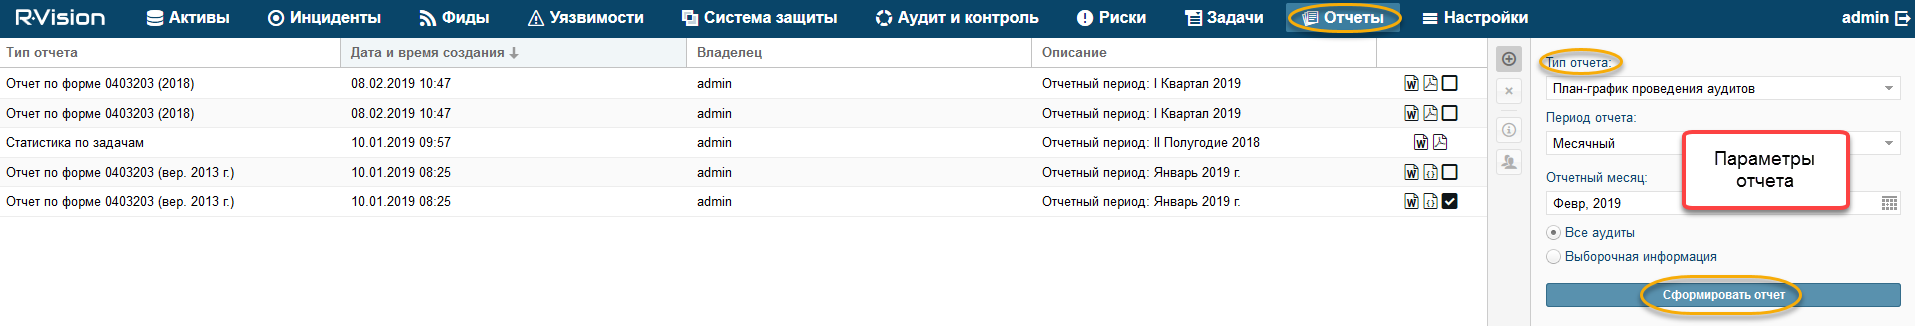 R·Vision Активы Инциденты Фиды Уязвимости Система защиты Аудит и контроль Риски Задачи Отчеты Настройки admin
Тип отчета Дата и время создания Владелец Описание
Отчет по форме 0403203 (2018) 08.02.2019 10:47 admin Отчетный период: I Квартал 2019
Отчет по форме 0403203 (2018) 08.02.2019 10:47 admin Отчетный период: I Квартал 2019
Статистика по задачам 10.01.2019 09:57 admin Отчетный период: II Полугодие 2018
Отчет по форме 0403203 (вер. 2013 г.) 10.01.2019 08:25 admin Отчетный период: Январь 2019 г.
Отчет по форме 0403203 (вер. 2013 г.) 10.01.2019 08:25 admin Отчетный период: Январь 2019 г.
Тип отчета:
План-график проведения аудитов
Период отчета:
Месячный
Параметры
отчета
Отчетный месяц:
Февр, 2019
Все аудиты
Выборочная информация
Сформировать отчет